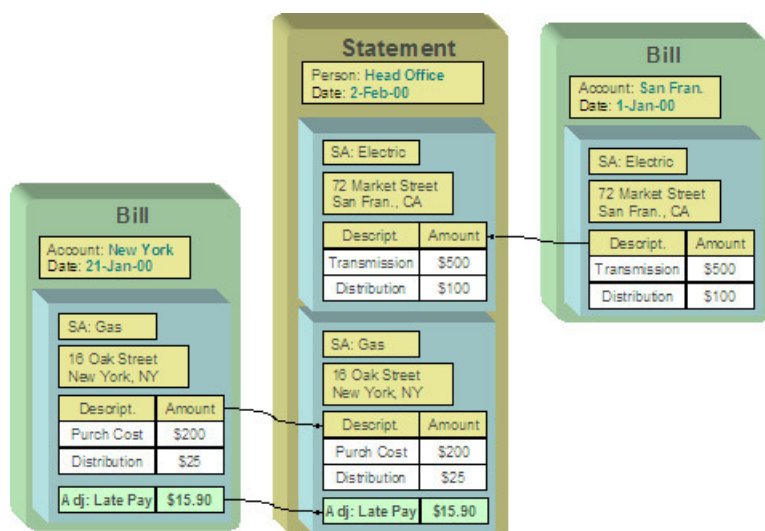 Statement
Person: Head Office
Date: 2-Feb-00
SA: Electric
72 Market Street
San Fran., CA
Descript. Amount
Transmission $500
Distribution $100
SA: Gas
16 Oak Street
New York, NY
Descript. Amount
Purch Cost $200
Distribution $25
Adj: Late Pay $15.90
Bill
Account: San Fran.
Date: 1-Jan-00
SA: Electric
72 Market Street
San Fran., CA
Descript. Amount
Transmission $500
Distribution $100
Bill
Account: New York
Date: 21-Jan-00
SA: Gas
16 Oak Street
New York, NY
Descript. Amount
Purch Cost $200
Distribution $25
Adj: Late Pay $15.90